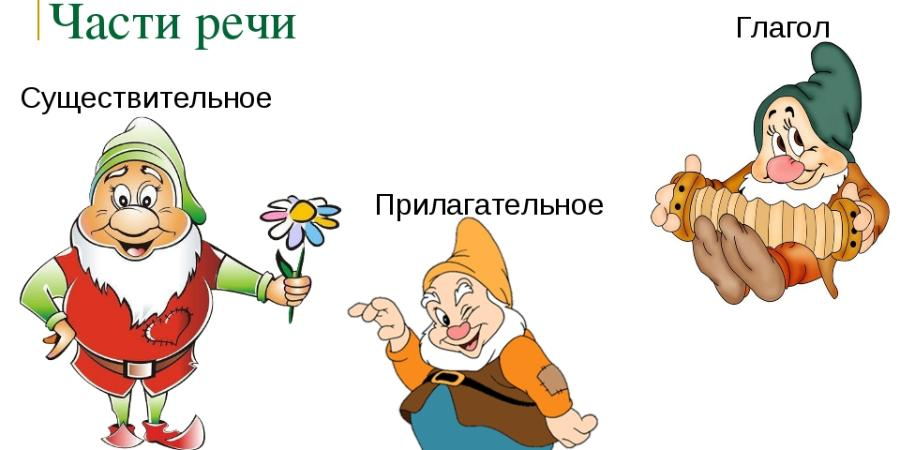 Части речи
Глагол
Существительное
Прилагательное